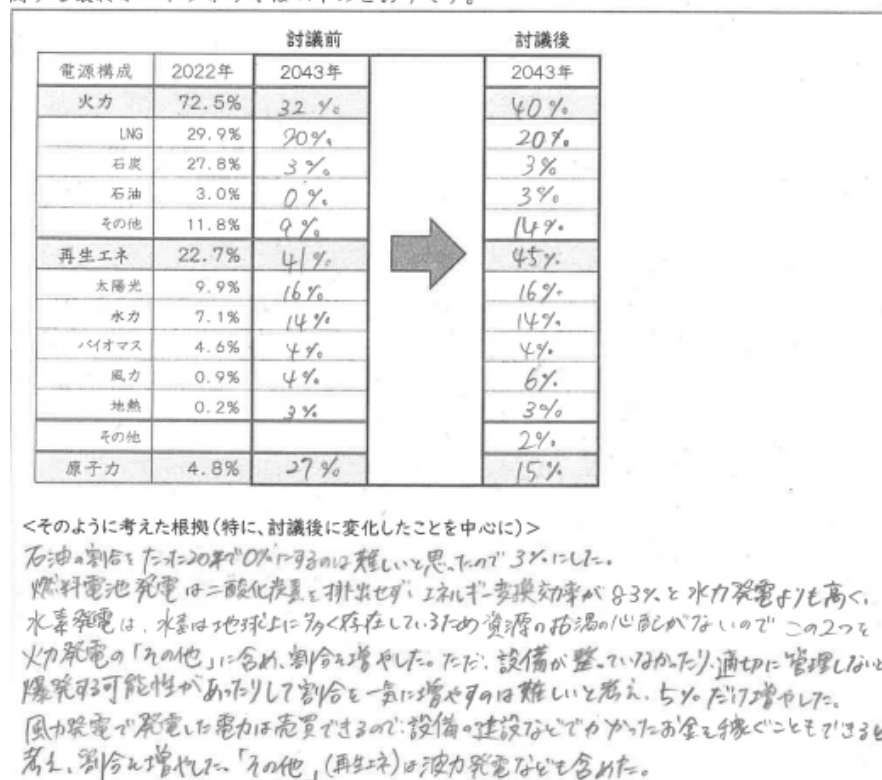 討議前 討議後
電源構成 2022年 2043年 2043年
火力 72.5% 32% 40%
LNG 29.9% 20% 20%
石炭 27.8% 3% 3%
石油 3.0% 0% 3%
その他 11.8% 9% 14%
再生エネ 22.7% 41% 45%
太陽光 9.9% 16% 16%
水力 7.1% 14% 14%
バイオマス 4.6% 4% 4%
風力 0.9% 4% 6%
地熱 0.2% 3% 3%
その他 2%
原子力 4.8% 27% 15%
<そのように考えた根拠(特に、討議後に変化したことを中心に)>
石油の割合をたった20年で0%にするのは難しいと思ったので3%にした。
燃料電池発電は二酸化炭素を排出せず、エネルギー変換効率が83%と水力発電よりも高く、
水素発電は、水素は地球上に多く存在しているため資源の枯渇の心配がないのでこの2つを
火力発電の「その他」に含め、割合を増やした。ただ、設備が整っていなかったり、適切に管理しないと
爆発する可能性があったりして割合を一気に増やすのは難しいと考え、5%だけ増やした。
風力発電で発電した電力は売買できるので、設備の建設などでかかったお金を稼ぐこともできると
考え、割合を増やした。「その他」(再生エネ)は波力発電なども含めた。